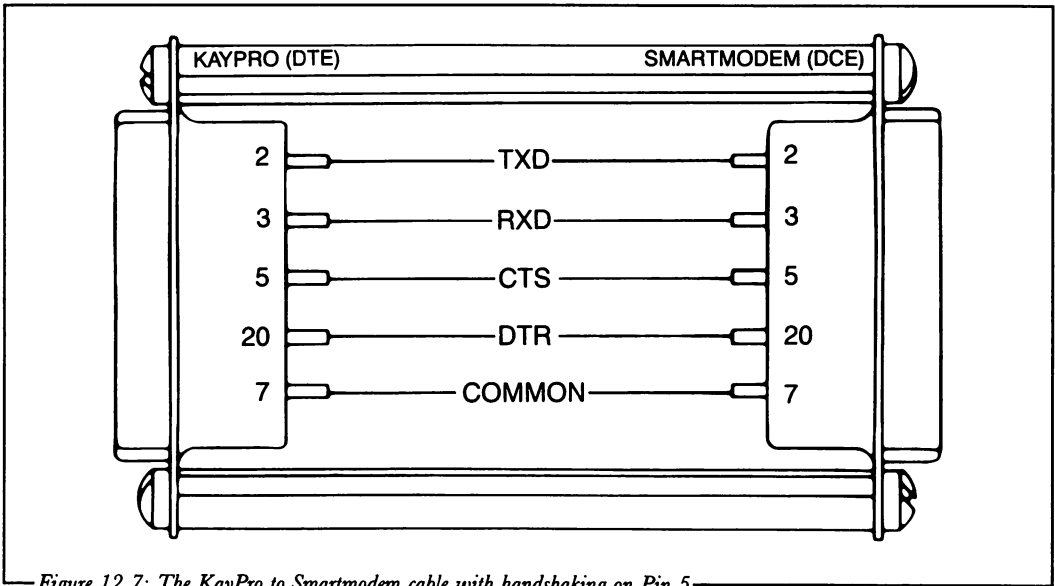 KAYPRO (DTE) SMARTMODEM (DCE)
2 TXD 2
3 RXD 3
5 CTS 5
20 DTR 20
7 COMMON 7
Figure 12.7: The KayPro to Smartmodem cable with handshaking on Pin 5